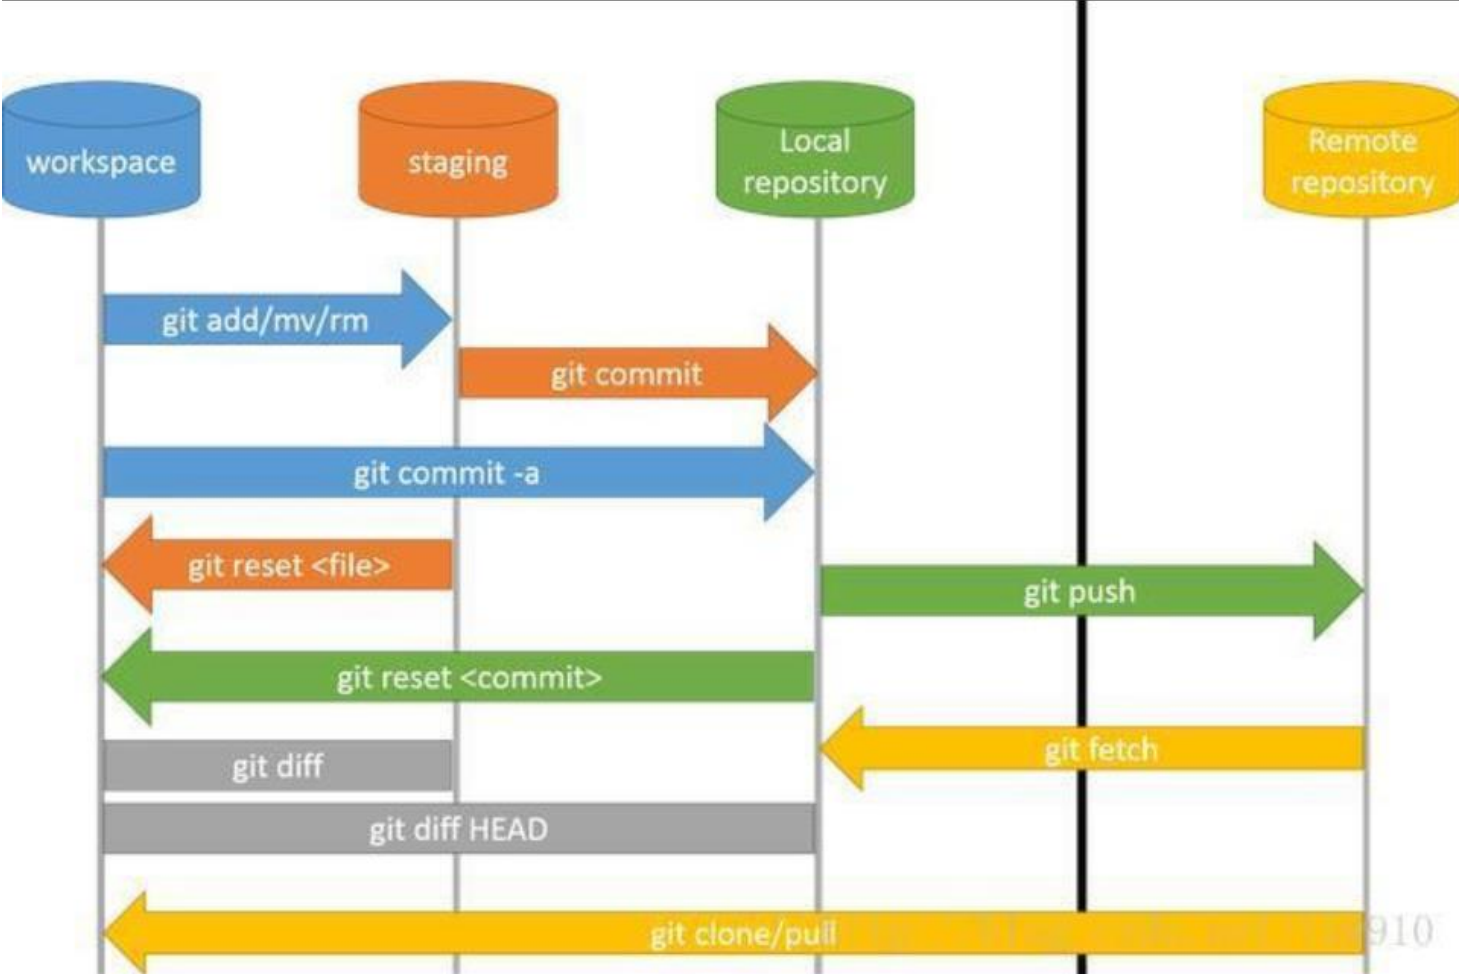 workspace
staging
Local
repository
Remote
repository
git add/mv/rm
git commit
git commit -a
git reset <file>
git push
git reset <commit>
git fetch
git diff
git diff HEAD
git clone/pull
910